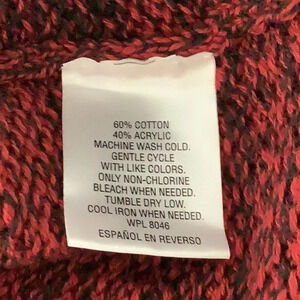 60% COTTON
40% ACRYLIC
MACHINE WASH COLD.
GENTLE CYCLE
WITH LIKE COLORS.
ONLY NON-CHLORINE
BLEACH WHEN NEEDED.
TUMBLE DRY LOW.
COOL IRON WHEN NEEDED.
WPL 8046
ESPAÑOL EN REVERSO